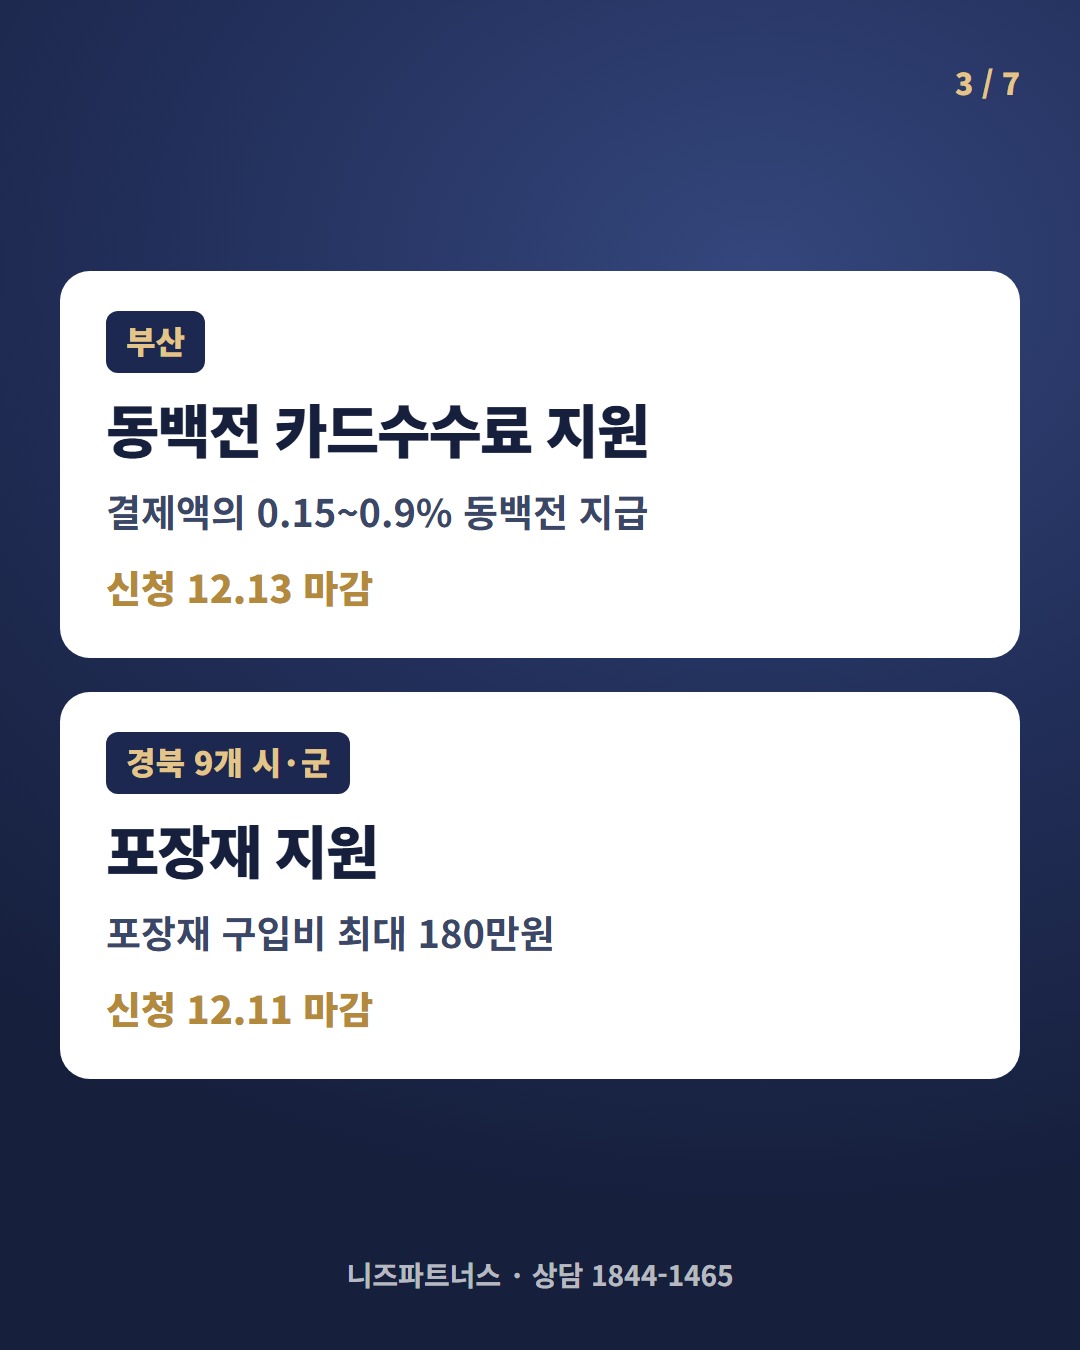 3 / 7
부산
동백전 카드수수료 지원
결제액의 0.15~0.9% 동백전 지급
신청 12.13 마감
경북 9개 시·군
포장재 지원
포장재 구입비 최대 180만원
신청 12.11 마감
니즈파트너스 · 상담 1844-1465